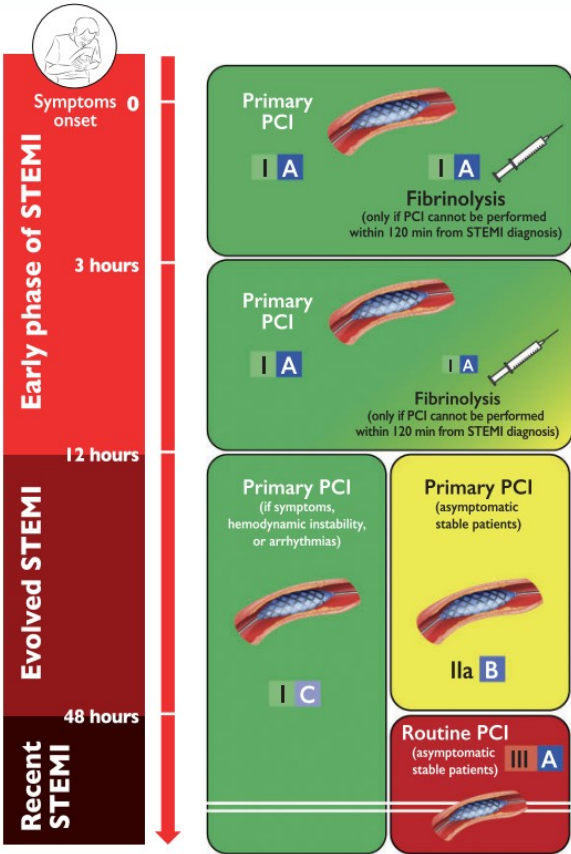 Symptoms
onset
0
Early phase of STEMI
Primary
PCI
I A
I A
Fibrinolysis
(only if PCI cannot be performed
within 120 min from STEMI diagnosis)
3 hours
Primary
PCI
I A
I A
Fibrinolysis
(only if PCI cannot be performed
within 120 min from STEMI diagnosis)
12 hours
Evolved STEMI
Primary PCI
(if symptoms,
hemodynamic instability,
or arrhythmias)
I C
Primary PCI
(asymptomatic
stable patients)
IIa B
48 hours
Recent
STEMI
Routine PCI
(asymptomatic
stable patients)
III A